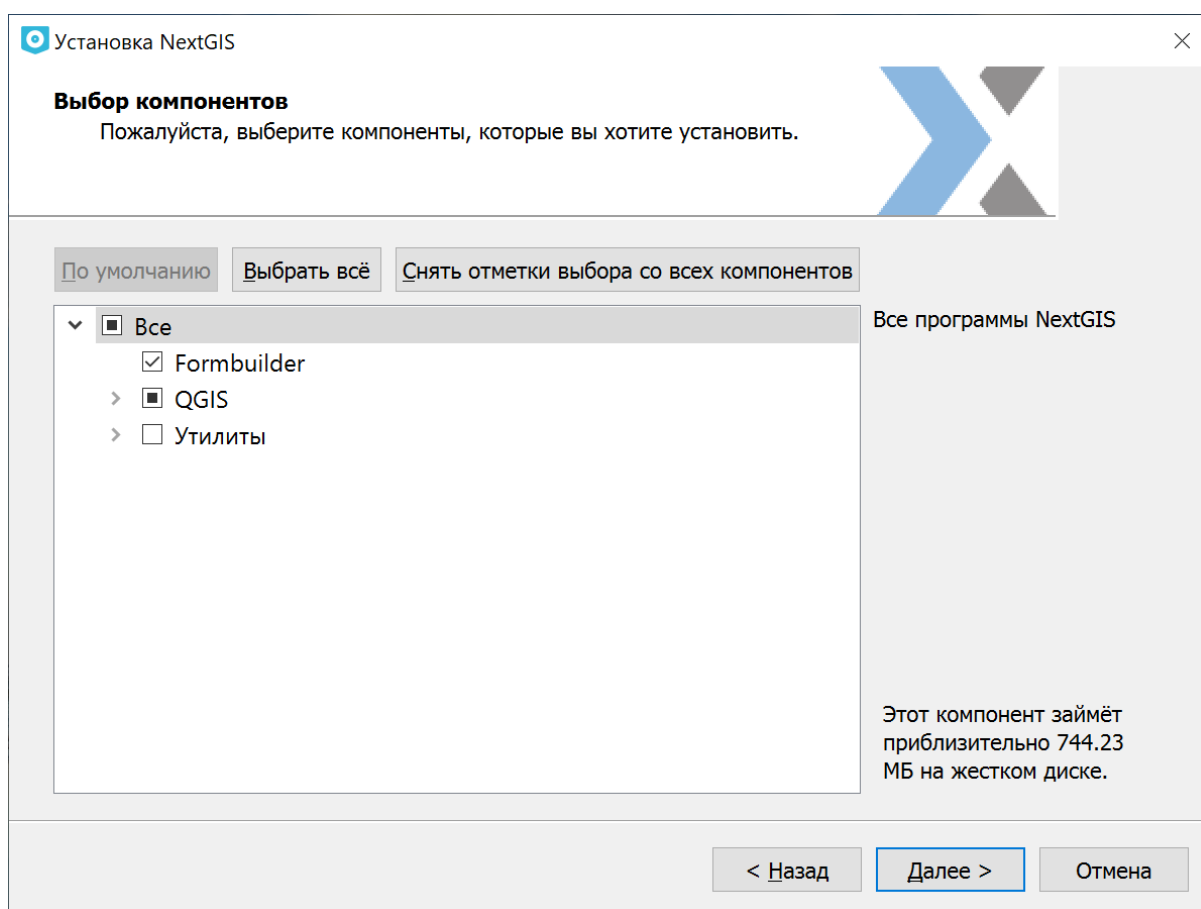 Установка NextGIS
Выбор компонентов
Пожалуйста, выберите компоненты, которые вы хотите установить.
По умолчанию
Выбрать всё
Снять отметки выбора со всех компонентов
Все
Formbuilder
QGIS
Утилиты
Все программы NextGIS
Этот компонент займёт
приблизительно 744.23
МБ на жестком диске.
< Назад
Далее >
Отмена